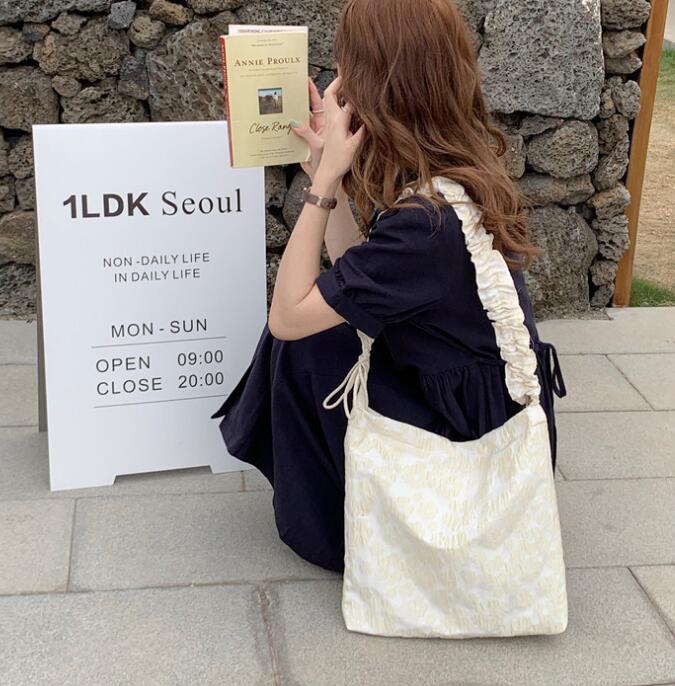 ANNIE PROULX
Close Rang
1LDK Seoul
NON-DAILY LIFE
IN DAILY LIFE
MON - SUN
OPEN 09:00
CLOSE 20:00